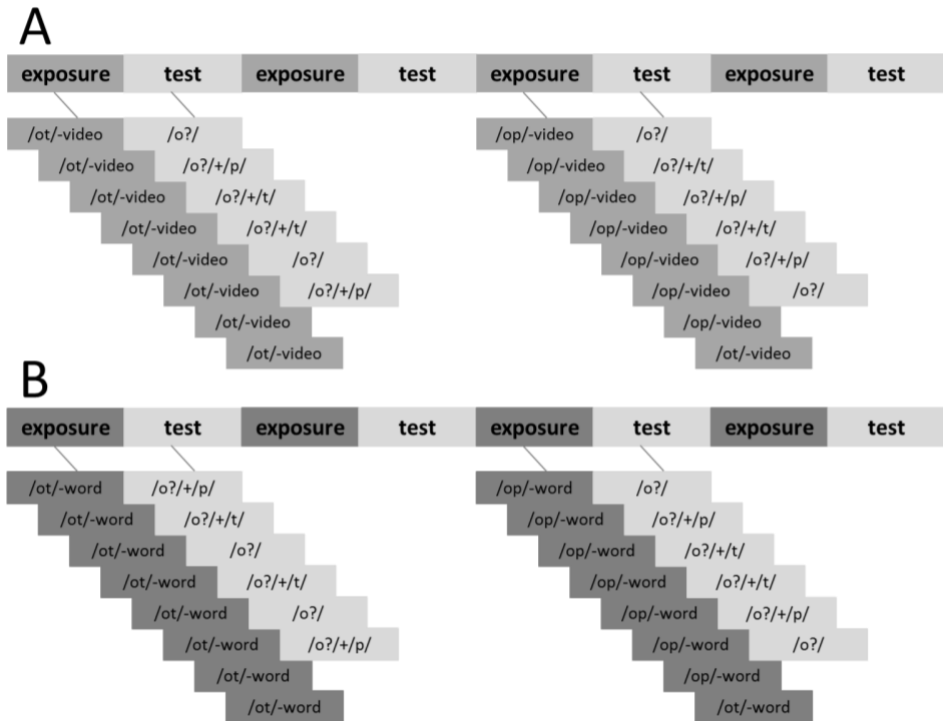 A
exposure test exposure test exposure test exposure test
/ot/-video /o?/ /op/-video /o?/
/ot/-video /o?/+/p/ /op/-video /o?/+/t/
/ot/-video /o?/+/t/ /op/-video /o?/+/p/
/ot/-video /o?/+/t/ /op/-video /o?/+/t/
/ot/-video /o?/ /op/-video /o?/+/p/
/ot/-video /o?/+/p/ /op/-video /o?/
/ot/-video /op/-video
/ot/-video /ot/-video
B
exposure test exposure test exposure test exposure test
/ot/-word /o?/+/p/ /op/-word /o?/
/ot/-word /o?/+/t/ /op/-word /o?/+/p/
/ot/-word /o?/ /op/-word /o?/+/t/
/ot/-word /o?/+/t/ /op/-word /o?/+/t/
/ot/-word /o?/ /op/-word /o?/+/p/
/ot/-word /o?/+/p/ /op/-word /o?/
/ot/-word /op/-word
/ot/-word /ot/-word